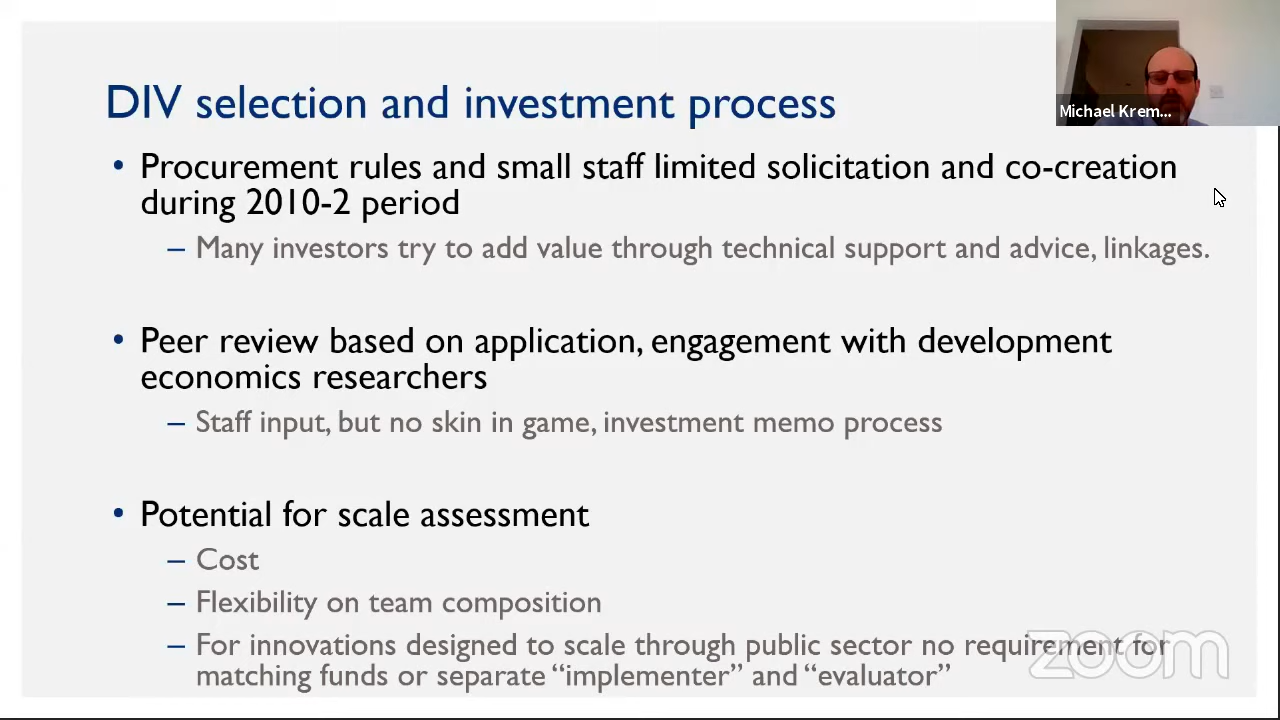 DIV selection and investment process
Michael Krem...
• Procurement rules and small staff limited solicitation and co-creation
during 2010-2 period
– Many investors try to add value through technical support and advice, linkages.
• Peer review based on application, engagement with development
economics researchers
– Staff input, but no skin in game, investment memo process
• Potential for scale assessment
– Cost
– Flexibility on team composition
– For innovations designed to scale through public sector no requirement for
matching funds or separate “implementer” and “evaluator”
zoom